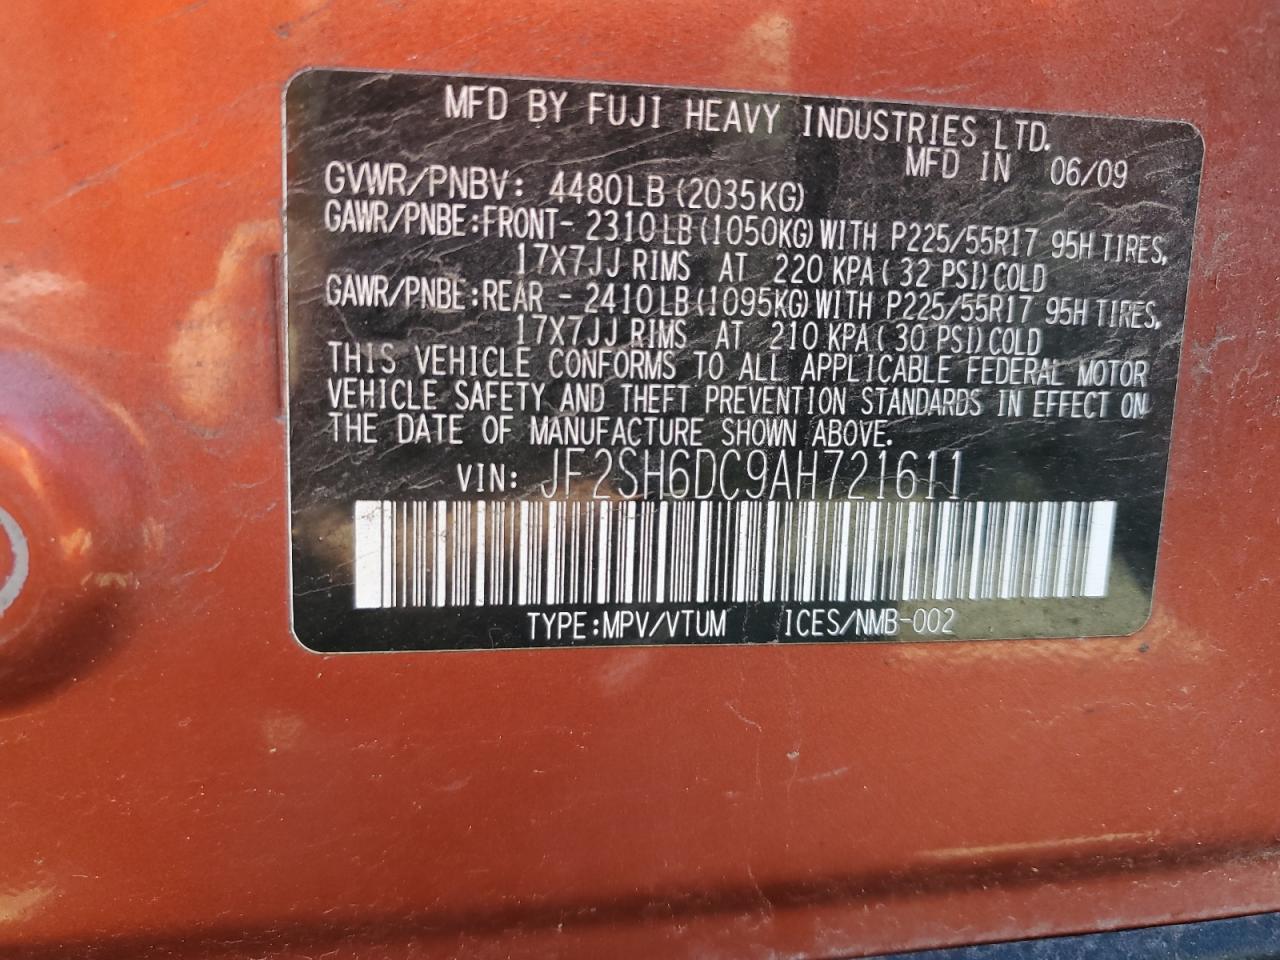 MFD BY FUJI HEAVY INDUSTRIES LTD.
MFD IN 06/09
GVWR/PNBV: 4480LB (2035KG)
GAWR/PNBE:FRONT- 2310LB (1050KG) WITH P225/55R17 95H TIRES,
17X7JJ RIMS AT 220 KPA( 32 PSI) COLD
GAWR/PNBE:REAR - 2410LB (1095KG) WITH P225/55R17 95H TIRES,
17X7JJ RIMS AT 210 KPA( 30 PSI) COLD
THIS VEHICLE CONFORMS TO ALL APPLICABLE FEDERAL MOTOR
VEHICLE SAFETY AND THEFT PREVENTION STANDARDS IN EFFECT ON
THE DATE OF MANUFACTURE SHOWN ABOVE.
VIN: JF2SH6DC9AH721611
TYPE:MPV/VTUM ICES/NMB-002